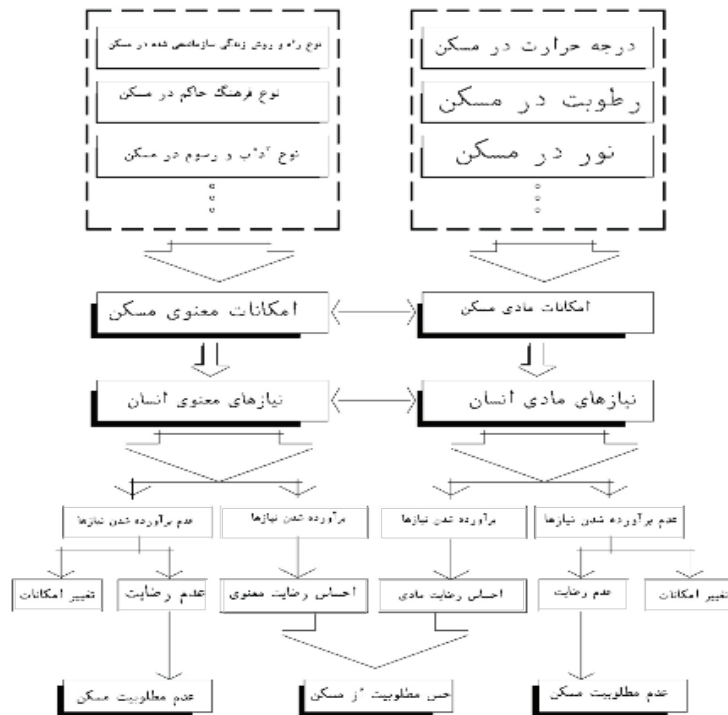 درجه حرارت در مسکن
رطوبت در مسکن
نور در مسکن
نوع راه و روش زندگی سازماندهی شده در مسکن
نوع فرهنگ حاکم در مسکن
نوع آداب و رسوم در مسکن
امکانات مادی مسکن
امکانات معنوی مسکن
نیازهای مادی انسان
نیازهای معنوی انسان
عدم برآورده شدن نیازها
برآورده شدن نیازها
برآورده شدن نیازها
عدم برآورده شدن نیازها
تغییر امکانات
عدم رضایت
احساس رضایت مادی
احساس رضایت معنوی
عدم رضایت
تغییر امکانات
عدم مطلوبیت مسکن
حس مطلوبیت از مسکن
عدم مطلوبیت مسکن